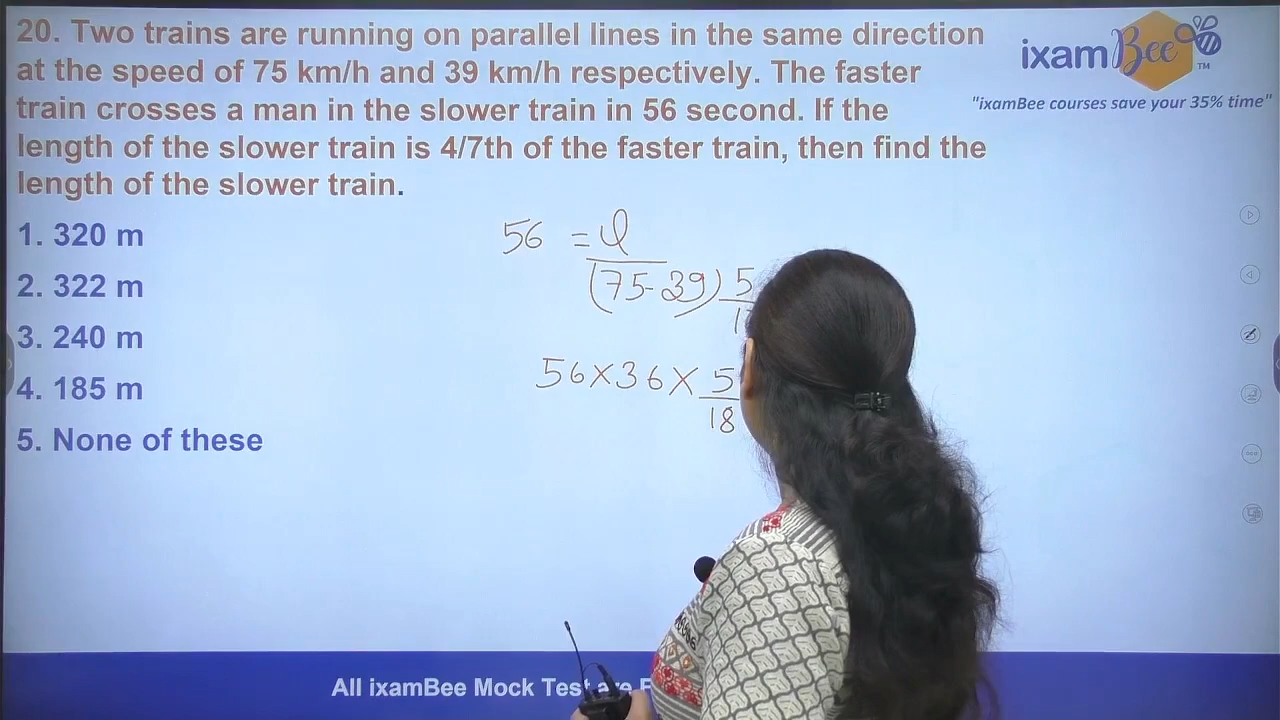 20. Two trains are running on parallel lines in the same direction
at the speed of 75 km/h and 39 km/h respectively. The faster
train crosses a man in the slower train in 56 second. If the
length of the slower train is 4/7th of the faster train, then find the
length of the slower train.
ixamBee
TM
"ixamBee courses save your 35% time"
1. 320 m
2. 322 m
3. 240 m
4. 185 m
5. None of these
56 = l
(75-39) 5
56×36× 5
18
All ixamBee Mock Test are